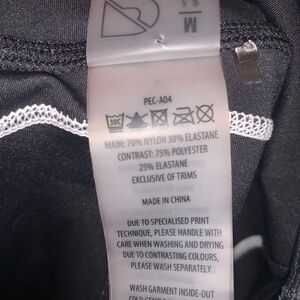 M
PEC-A04
30C
MAIN: 70% NYLON 30% ELASTANE
CONTRAST: 75% POLYESTER
25% ELASTANE
EXCLUSIVE OF TRIMS
MADE IN CHINA
DUE TO SPECIALISED PRINT
TECHNIQUE, PLEASE HANDLE WITH
CARE WHEN WASHING AND DRYING
DUE TO CONTRASTING COLOURS,
PLEASE WASH SEPARATELY
WASH GARMENT INSIDE-OUT